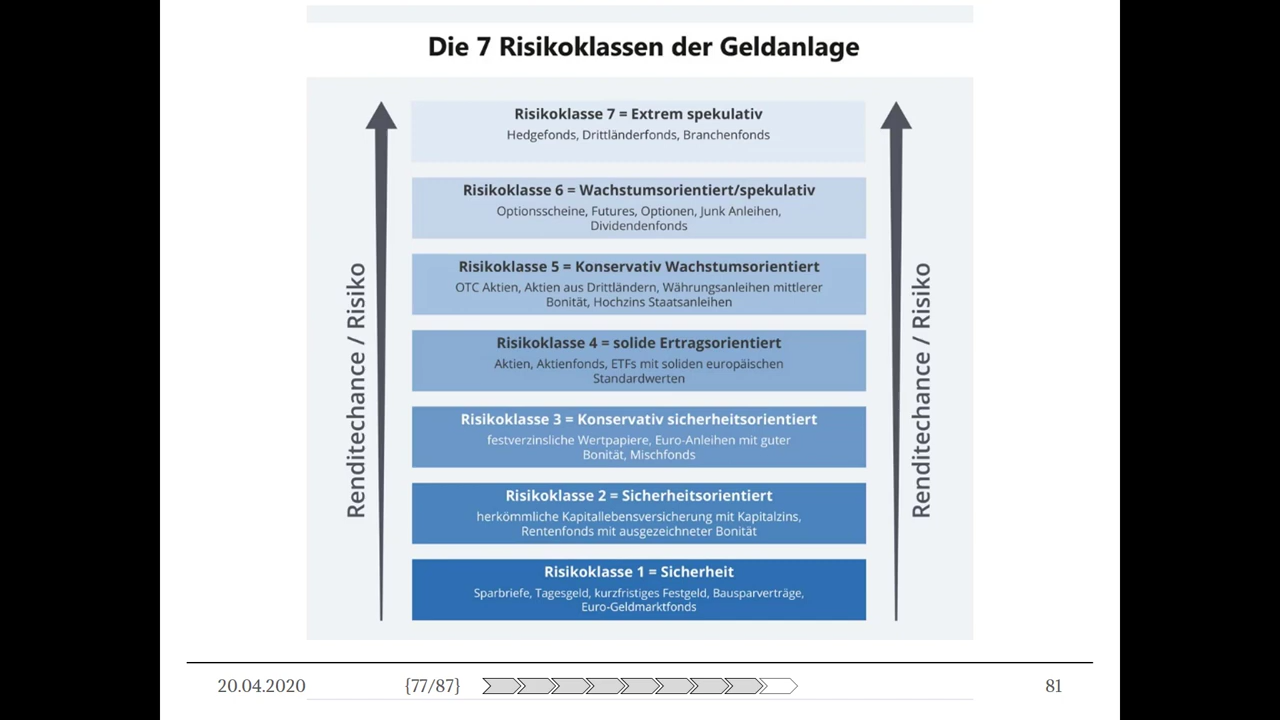 Die 7 Risikoklassen der Geldanlage
Renditechance / Risiko
Risikoklasse 7 = Extrem spekulativ
Hedgefonds, Drittländerfonds, Branchenfonds
Risikoklasse 6 = Wachstumsorientiert/spekulativ
Optionsscheine, Futures, Optionen, Junk Anleihen,
Dividendenfonds
Risikoklasse 5 = Konservativ Wachstumsorientiert
OTC Aktien, Aktien aus Drittländern, Währungsanleihen mittlerer
Bonität, Hochzins Staatsanleihen
Risikoklasse 4 = solide Ertragsorientiert
Aktien, Aktienfonds, ETFs mit soliden europäischen
Standardwerten
Risikoklasse 3 = Konservativ sicherheitsorientiert
festverzinsliche Wertpapiere, Euro-Anleihen mit guter
Bonität, Mischfonds
Risikoklasse 2 = Sicherheitsorientiert
herkömmliche Kapitallebensversicherung mit Kapitalzins,
Rentenfonds mit ausgezeichneter Bonität
Risikoklasse 1 = Sicherheit
Sparbriefe, Tagesgeld, kurzfristiges Festgeld, Bausparverträge,
Euro-Geldmarktfonds
Renditechance / Risiko
20.04.2020 {77/87} 81